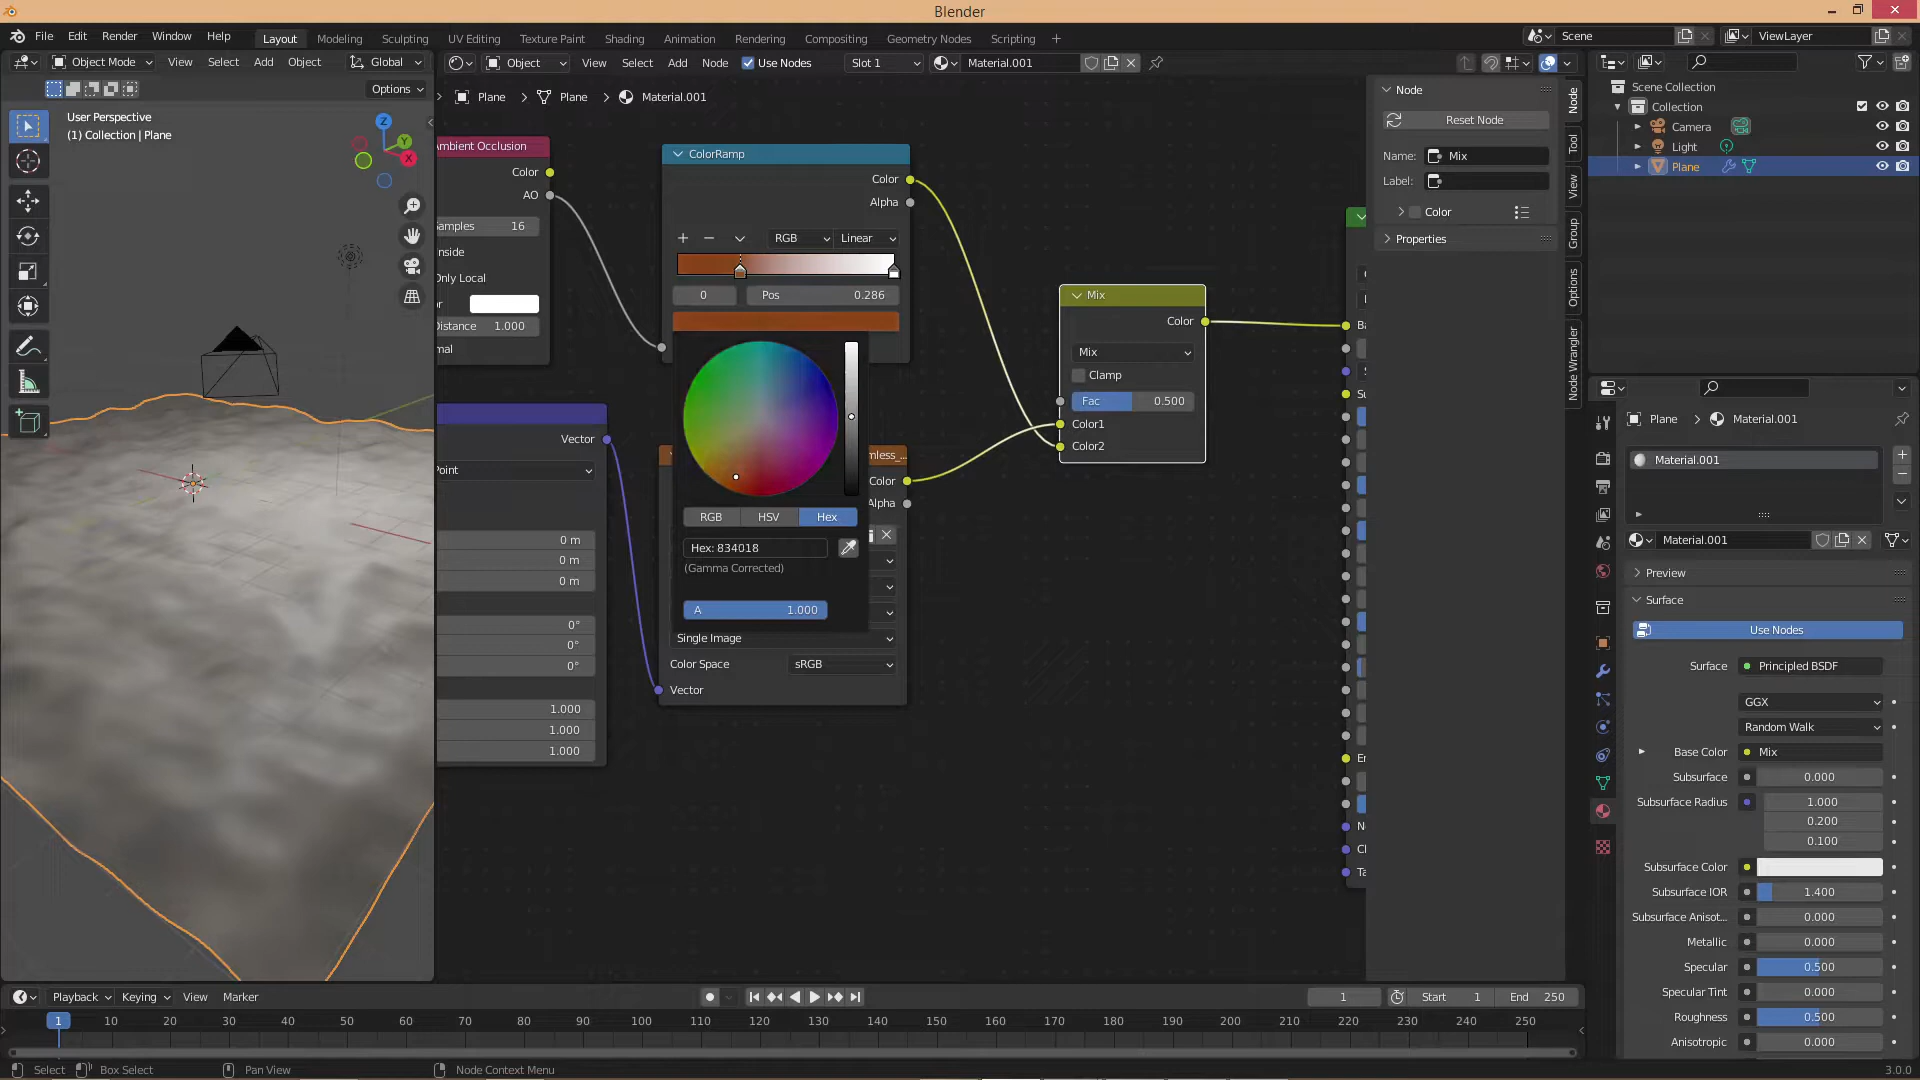 Blender
File Edit Render Window Help
Layout Modeling Sculpting UV Editing Texture Paint Shading Animation Rendering Compositing Geometry Nodes Scripting +
Scene ViewLayer
Object Mode View Select Add Object Global
Object View Select Add Node Use Nodes Slot 1 Material.001
Options
User Perspective
(1) Collection | Plane
Z
Y
X
Plane Plane Material.001
Ambient Occlusion
Color
AO
amples 16
nside
Only Local
or
Distance 1.000
mal
ColorRamp
Color
Alpha
RGB Linear
0 Pos 0.286
RGB HSV Hex
Hex: 834018
(Gamma Corrected)
A 1.000
Vector
Point
0 m
0 m
0 m
0°
0°
0°
1.000
1.000
1.000
mless_...
Color
Alpha
Single Image
Color Space sRGB
Vector
Mix
Color
Mix
Clamp
Fac 0.500
Color1
Color2
Ba
S
Su
En
N
Cl
Ta
Node
Reset Node
Name: Mix
Label:
Color
Properties
Node
Tool
View
Group
Options
Node Wrangler
Scene Collection
Collection
Camera
Light
Plane
Plane Material.001
Material.001
Material.001
Preview
Surface
Use Nodes
Surface Principled BSDF
GGX
Random Walk
Base Color Mix
Subsurface 0.000
Subsurface Radius 1.000
0.200
0.100
Subsurface Color
Subsurface IOR 1.400
Subsurface Anisot... 0.000
Metallic 0.000
Specular 0.500
Specular Tint 0.000
Roughness 0.500
Anisotropic 0.000
Playback Keying View Marker
1 Start 1 End 250
1 10 20 30 40 50 60 70 80 90 100 110 120 130 140 150 160 170 180 190 200 210 220 230 240 250
Select Box Select Pan View Node Context Menu 3.0.0